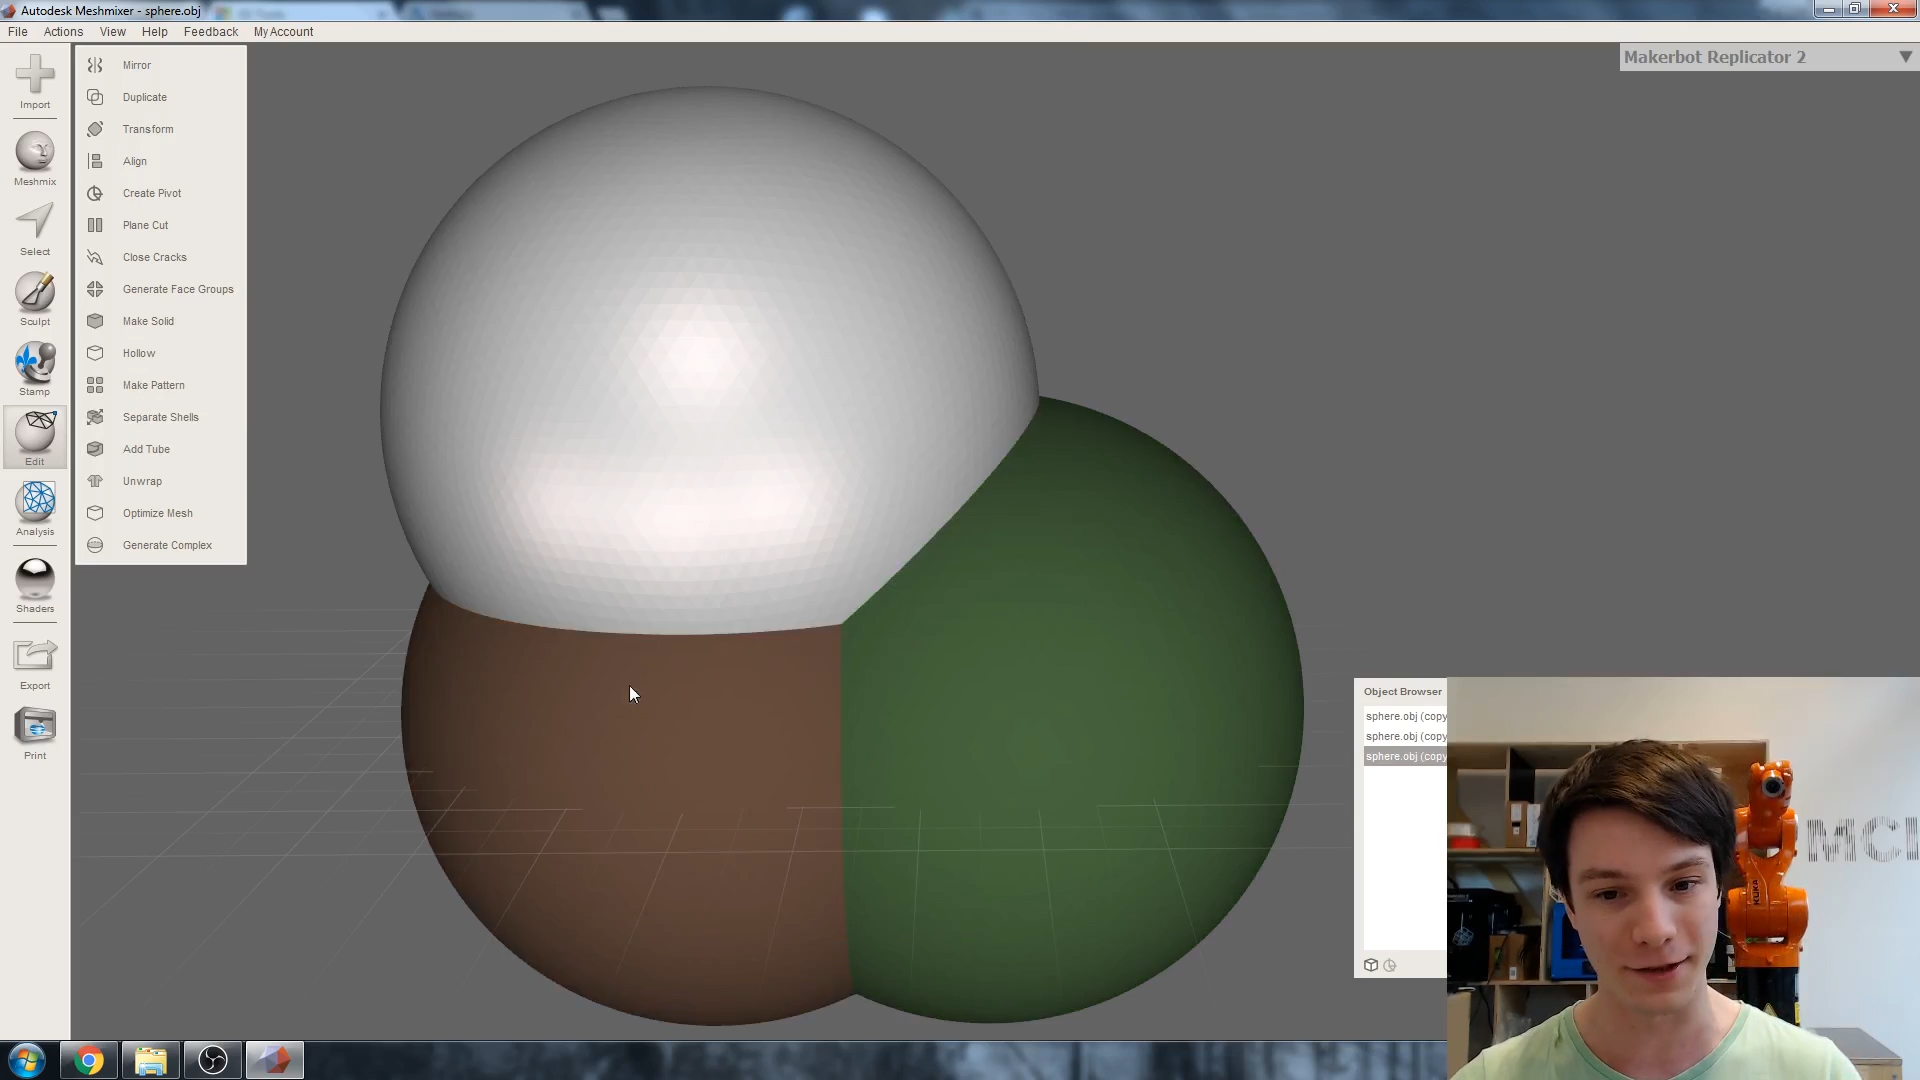 Autodesk Meshmixer - sphere.obj
File Actions View Help Feedback My Account
Import
Meshmix
Select
Sculpt
Stamp
Edit
Analysis
Shaders
Export
Print
Mirror
Duplicate
Transform
Align
Create Pivot
Plane Cut
Close Cracks
Generate Face Groups
Make Solid
Hollow
Make Pattern
Separate Shells
Add Tube
Unwrap
Optimize Mesh
Generate Complex
Makerbot Replicator 2
Object Browser
sphere.obj (copy
sphere.obj (copy
sphere.obj (copy
KUKA